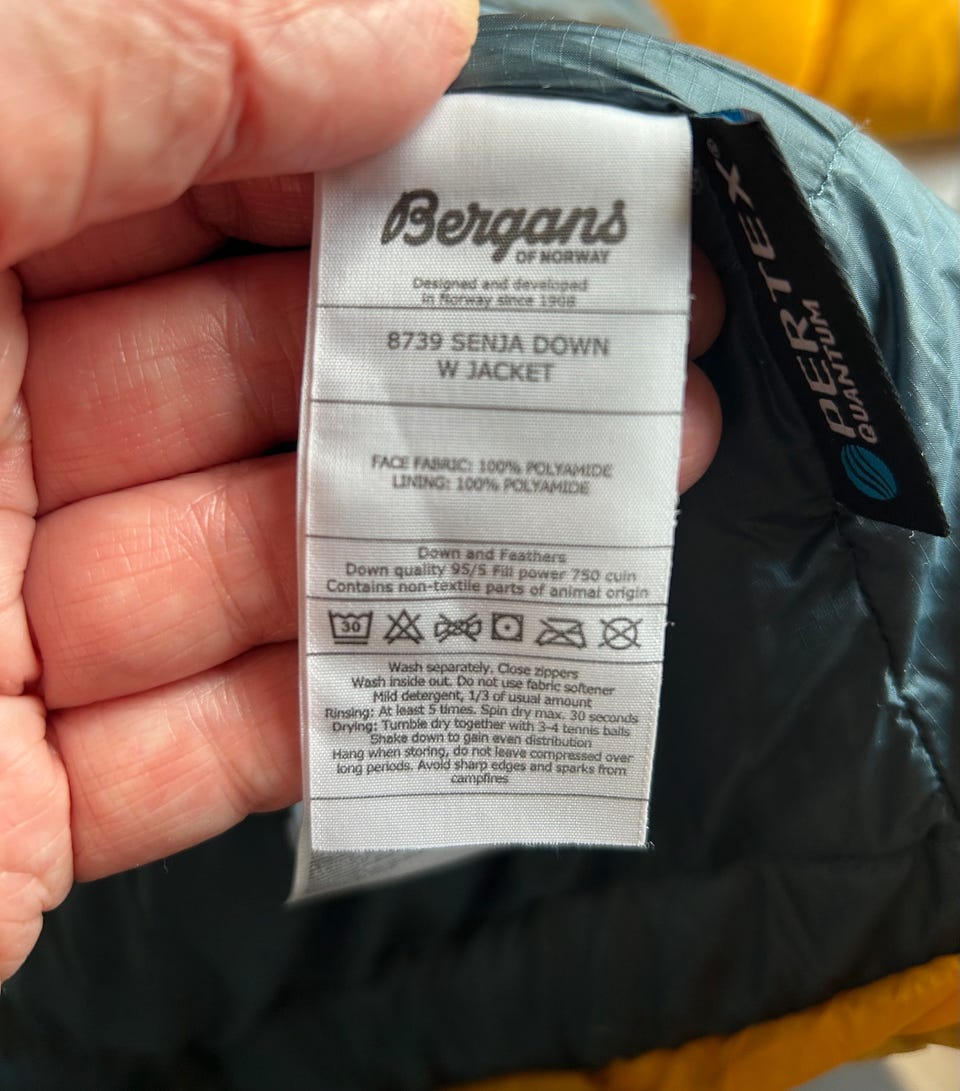 Bergans
OF NORWAY
Designed and developed
in Norway since 1908
8739 SENJA DOWN
W JACKET
FACE FABRIC: 100% POLYAMIDE
LINING: 100% POLYAMIDE
Down and Feathers
Down quality 95/5 Fill power 750 cuin
Contains non-textile parts of animal origin
30
Wash separately. Close zippers
Wash inside out. Do not use fabric softener
Mild detergent, 1/3 of usual amount
Rinsing: At least 5 times. Spin dry max. 30 seconds
Drying: Tumble dry together with 3-4 tennis balls
Shake down to gain even distribution
Hang when storing, do not leave compressed over
long periods. Avoid sharp edges and sparks from
campfires
PERTEX®
QUANTUM